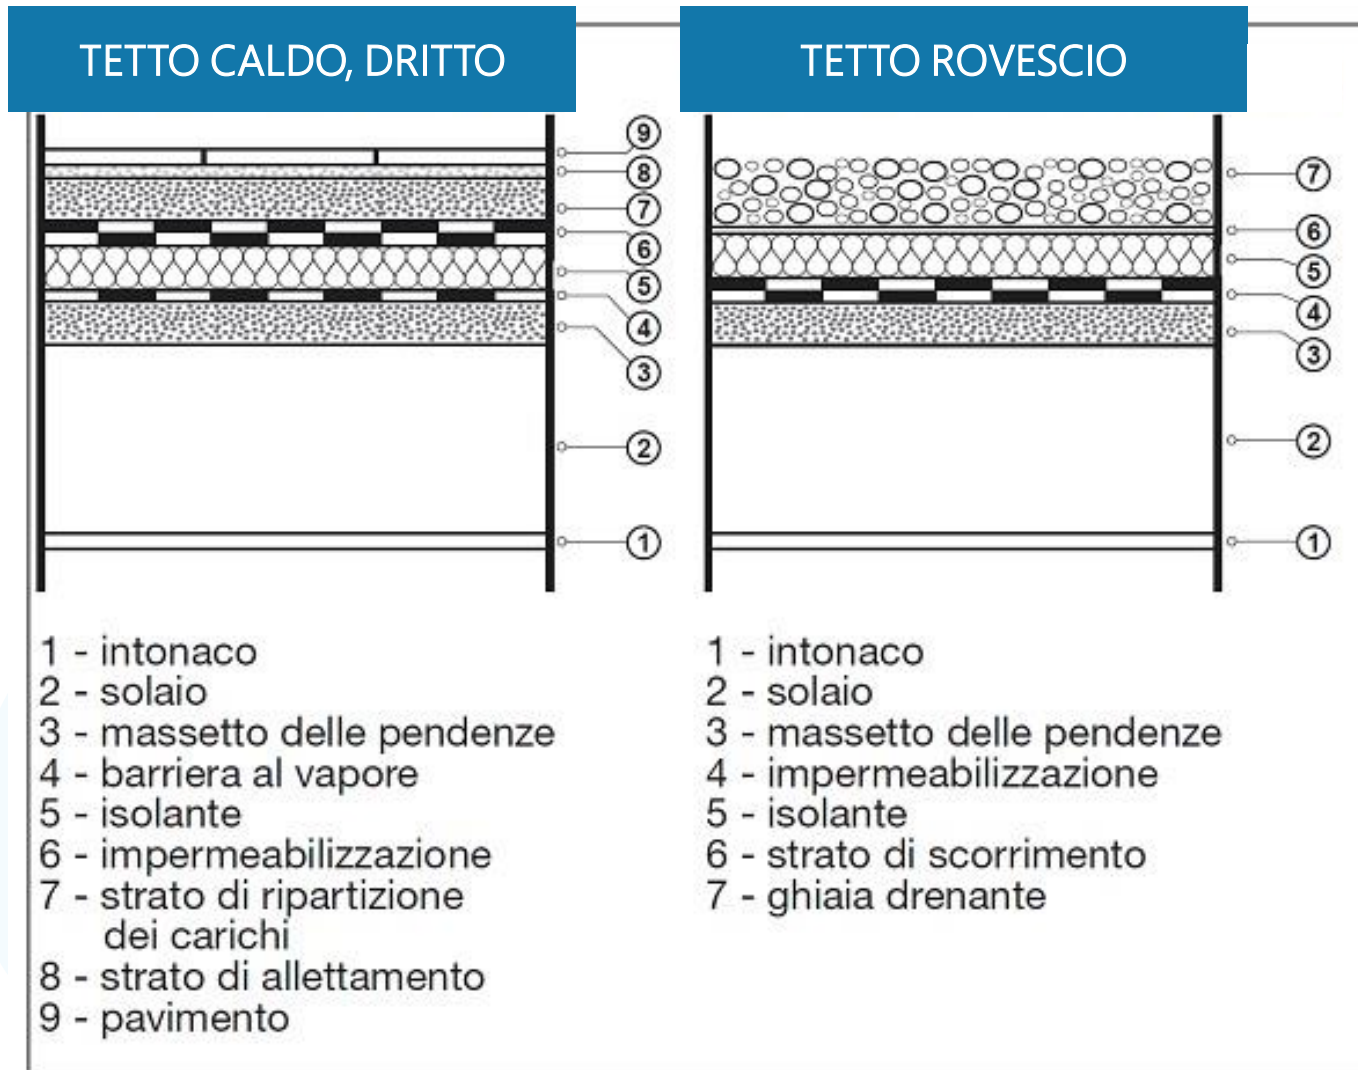 TETTO CALDO, DRITTO
9
8
7
6
5
4
3
2
1
1 - intonaco
2 - solaio
3 - massetto delle pendenze
4 - barriera al vapore
5 - isolante
6 - impermeabilizzazione
7 - strato di ripartizione
dei carichi
8 - strato di allettamento
9 - pavimento
TETTO ROVESCIO
7
6
5
4
3
2
1
1 - intonaco
2 - solaio
3 - massetto delle pendenze
4 - impermeabilizzazione
5 - isolante
6 - strato di scorrimento
7 - ghiaia drenante